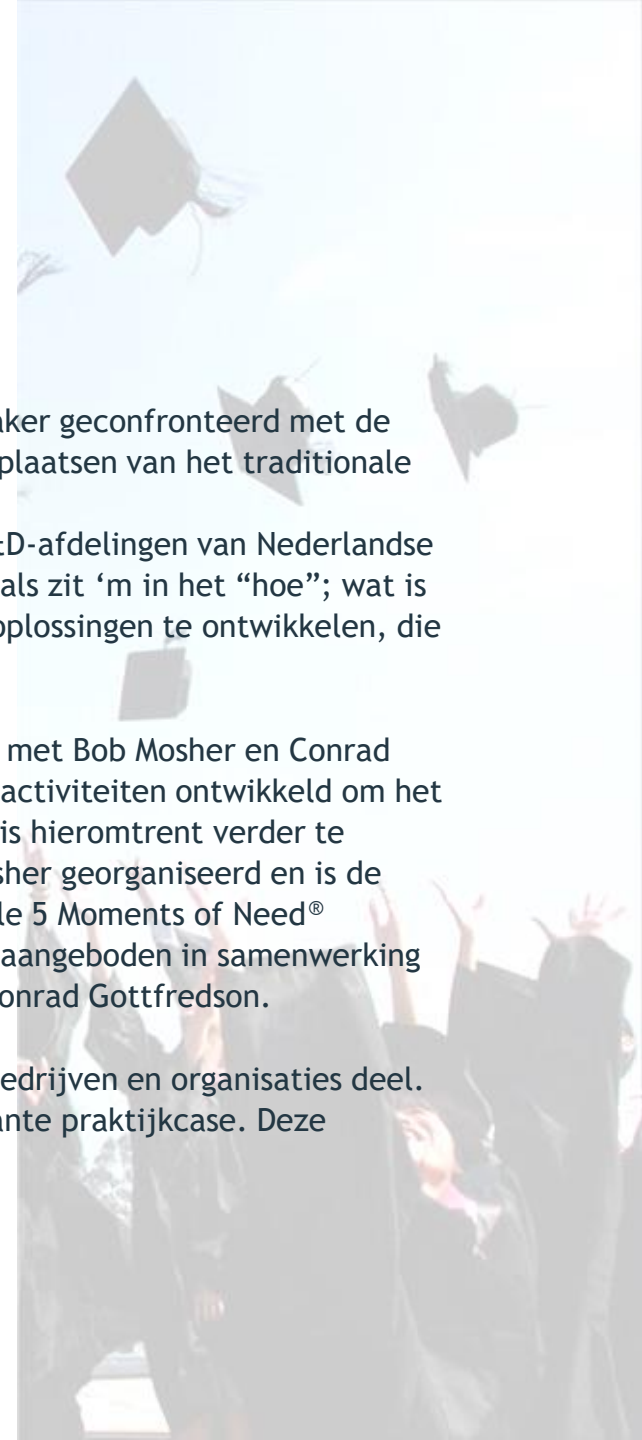 ker geconfronteerd met de
plaatsen van het traditionale
D-afdelingen van Nederlandse
als zit ‘m in het “hoe”; wat is
oplossingen te ontwikkelen, die
met Bob Mosher en Conrad
activiteiten ontwikkeld om het
is hieromtrent verder te
sher georganiseerd en is de
le 5 Moments of Need®
aangeboden in samenwerking
onrad Gottfredson.
edrijven en organisaties deel.
ante praktijkcase. Deze